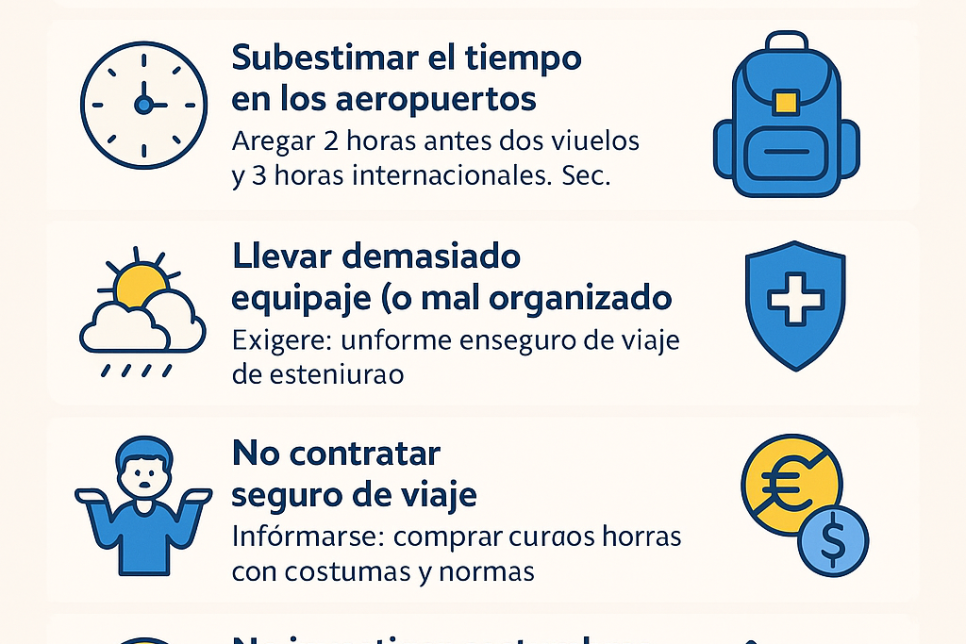 Subestimar el tiempo
en los aeropuertos
Aregar 2 horas antes dos viuelos
y 3 horas internacionales. Sec.
Llevar demasiado
equipaje (o mal organizado
Exigere: unforme enseguro de viaje
de esteniurao
No contratar
seguro de viaje
Infórmarse: comprar curaos horras
con costumas y normas
€
$